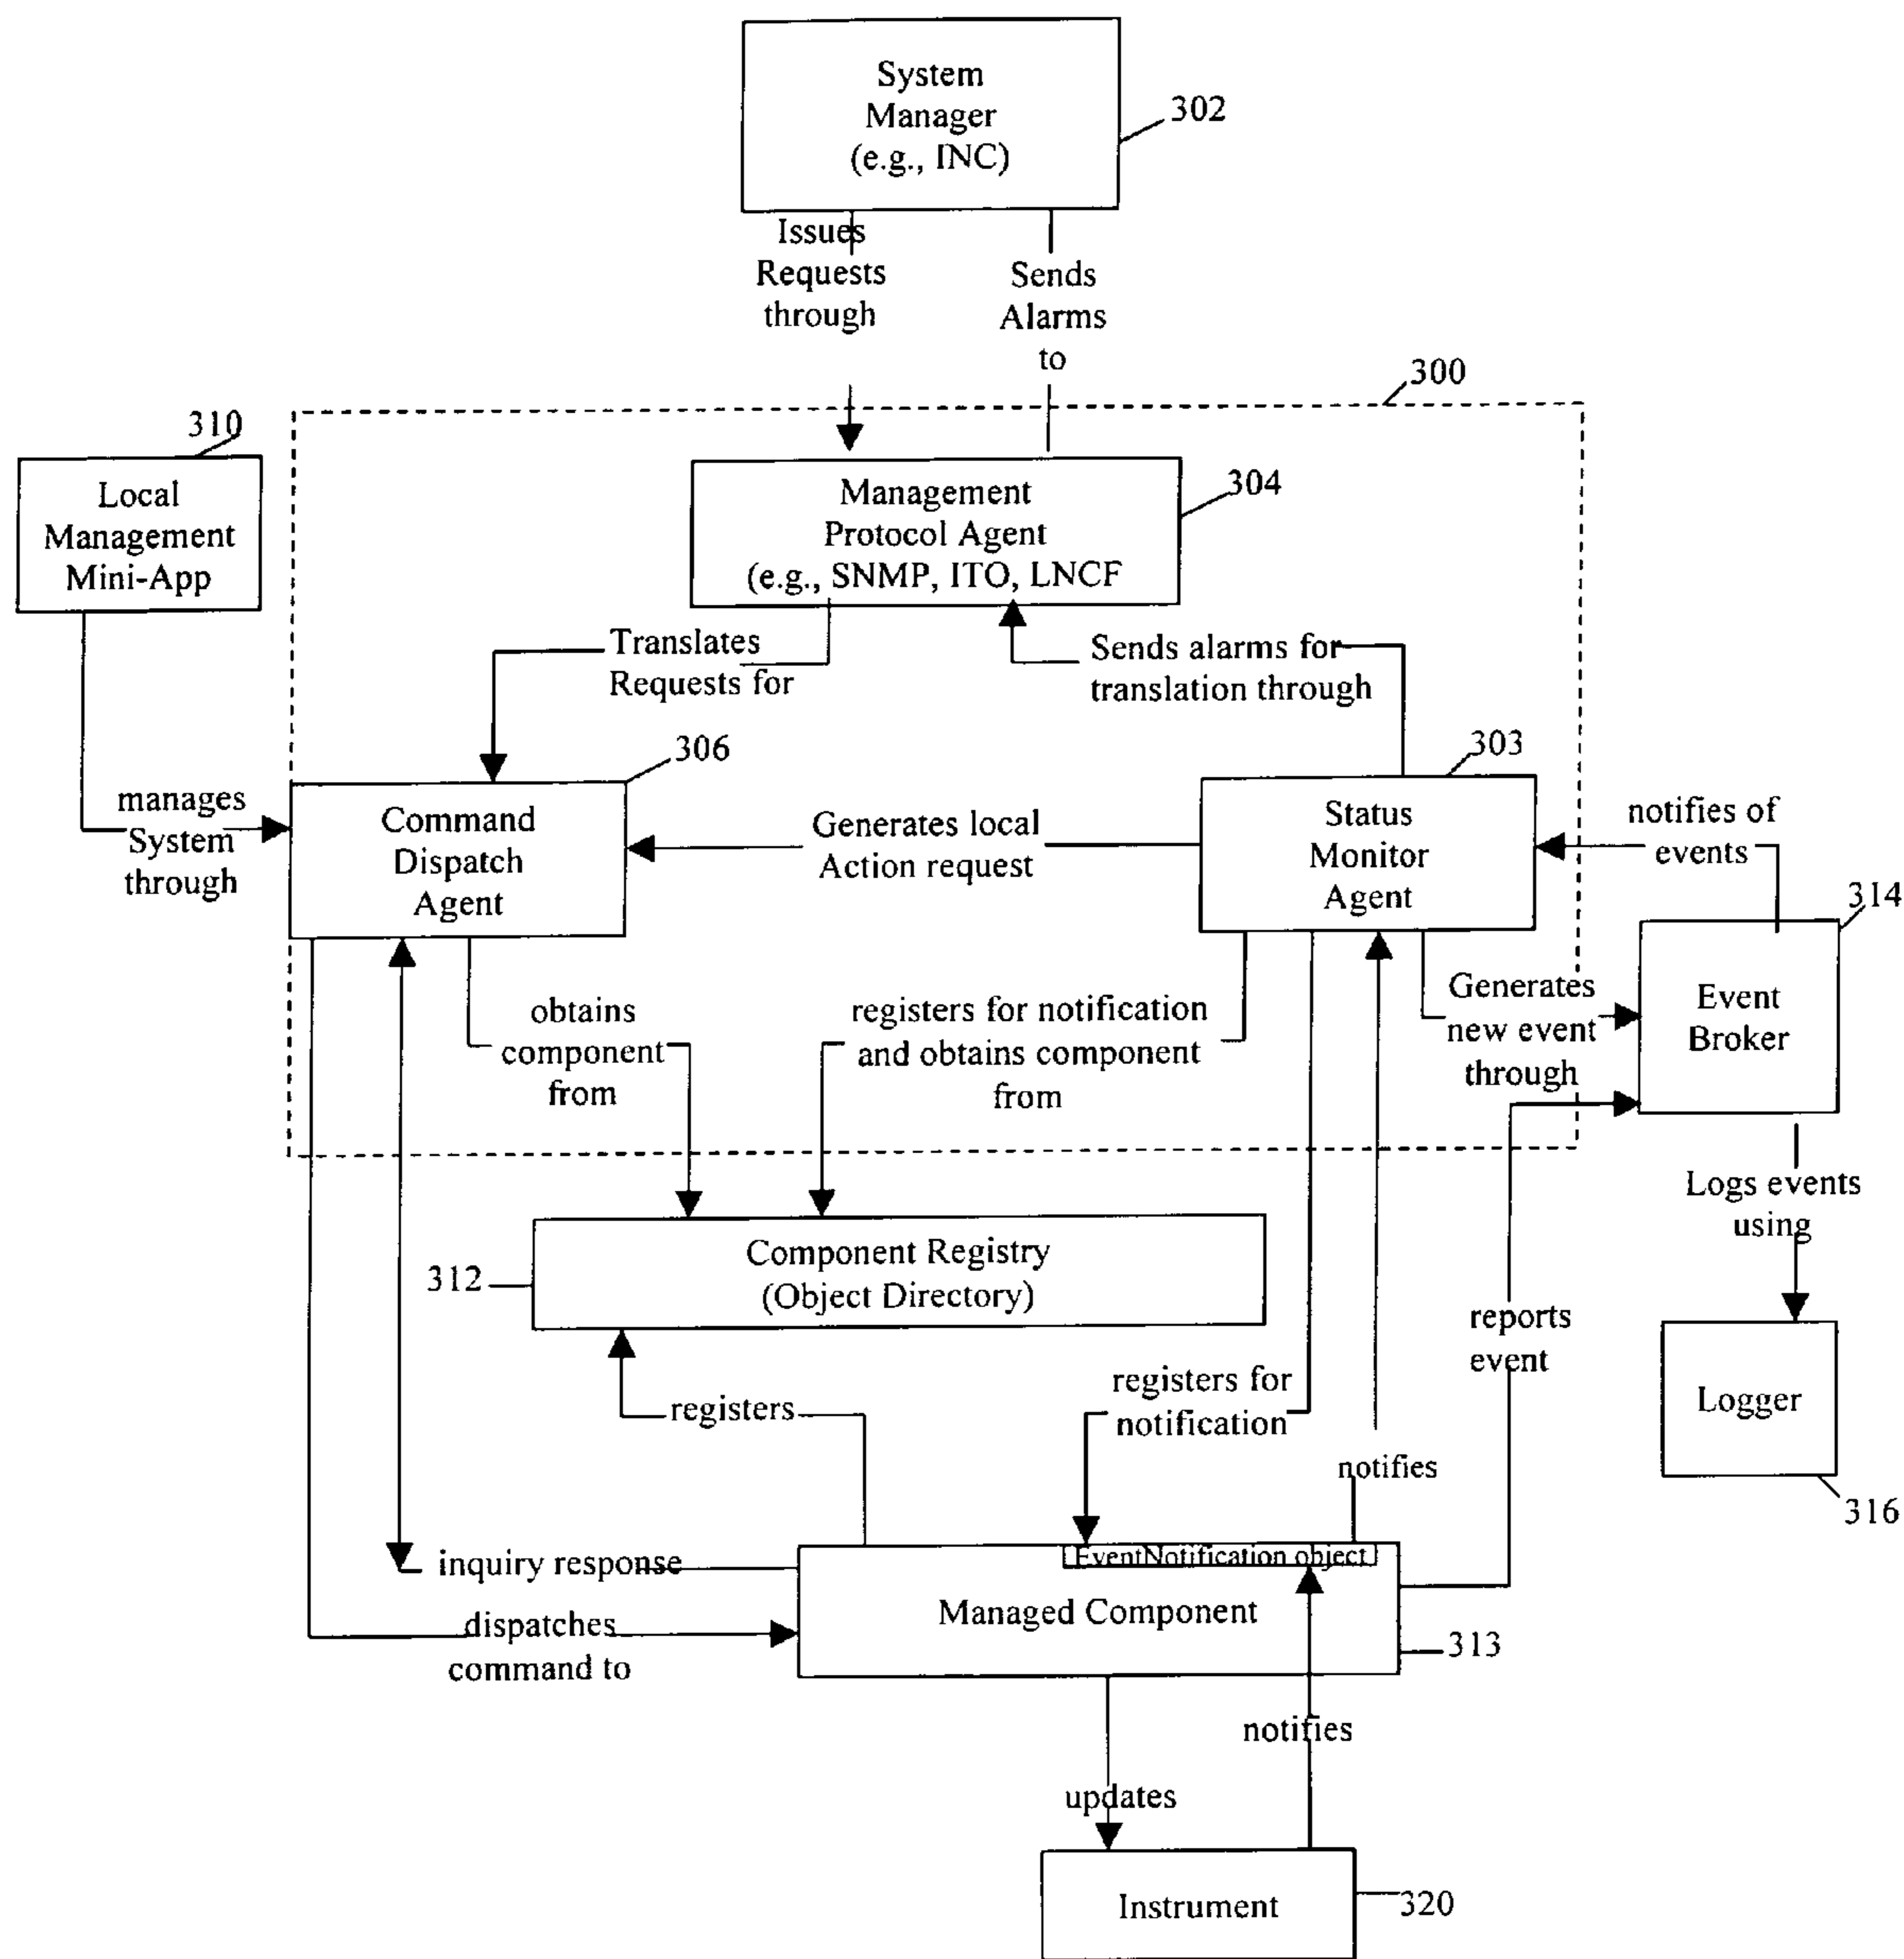 System
Manager
(e.g., INC)
302
Issues
Requests
through
Sends
Alarms
to
300
310
Local
Management
Mini-App
Management
Protocol Agent
(e.g., SNMP, ITO, LNCF
304
Translates
Requests for
Sends alarms for
translation through
306
303
manages
System
through
Command
Dispatch
Agent
Generates local
Action request
Status
Monitor
Agent
notifies of
events
314
obtains
component
from
registers for notification
and obtains component
from
Generates
new event
through
Event
Broker
Logs events
using
312
Component Registry
(Object Directory)
reports
event
registers
registers for
notification
notifies
Logger
316
inquiry response
EventNotification object
Managed Component
313
dispatches
command to
notifies
updates
Instrument
320